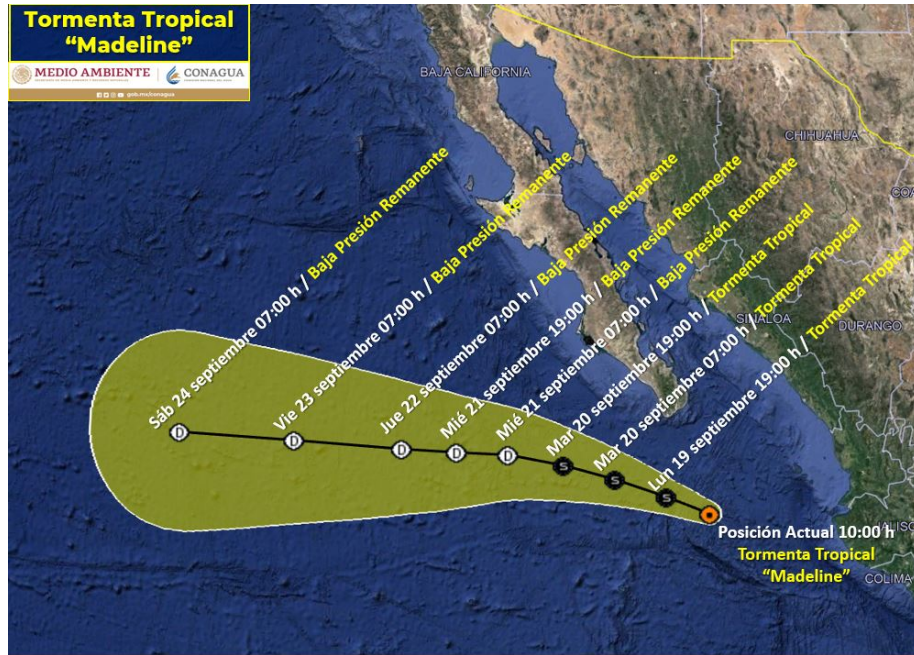 Tormenta Tropical
“Madeline”
MEDIO AMBIENTE
CONAGUA
gob.mx/conagua
BAJA CALIFORNIA
CHIHUAHUA
SINALOA
DURANGO
Sáb 24 septiembre 07:00 h / Baja Presión Remanente
Vie 23 septiembre 07:00 h / Baja Presión Remanente
Jue 22 septiembre 07:00 h / Baja Presión Remanente
Mié 21 septiembre 19:00 h / Baja Presión Remanente
Mié 21 septiembre 07:00 h / Baja Presión Remanente
Mar 20 septiembre 19:00 h / Tormenta Tropical
Mar 20 septiembre 07:00 h / Tormenta Tropical
Lun 19 septiembre 19:00 h / Tormenta Tropical
D D D D D S S S
Posición Actual 10:00 h
Tormenta Tropical
“Madeline”
JALISC
COLIMA